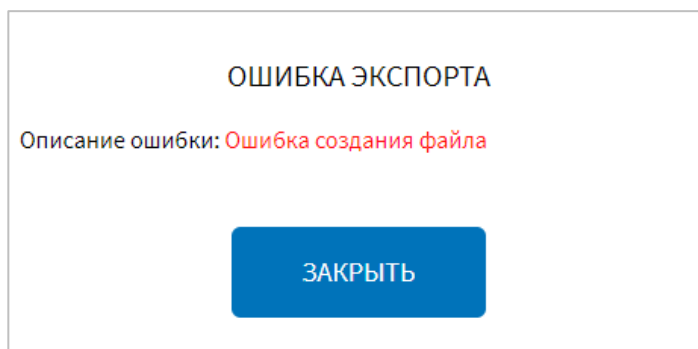 ОШИБКА ЭКСПОРТА
Описание ошибки: Ошибка создания файла
ЗАКРЫТЬ